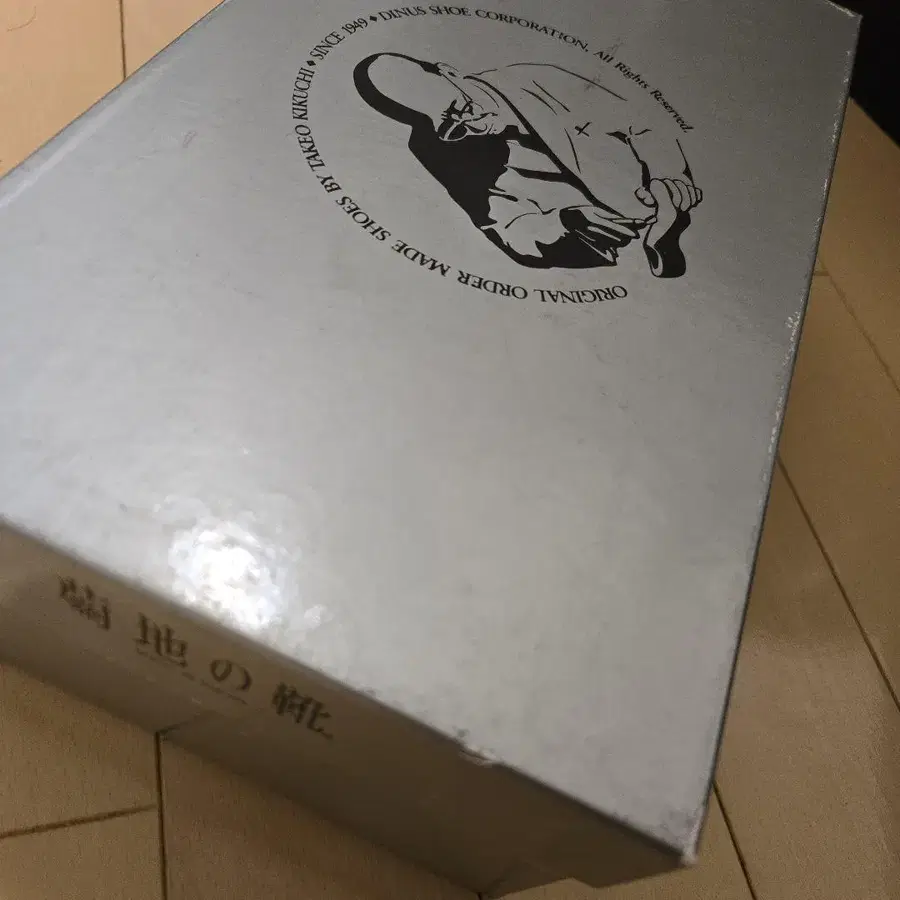 ORIGINAL ORDER MADE SHOES BY TAKEO KIKUCHI ♦ SINCE 1949 ♦ DINUS SHOE CORPORATION. All Rights Reserved.
菊地の靴